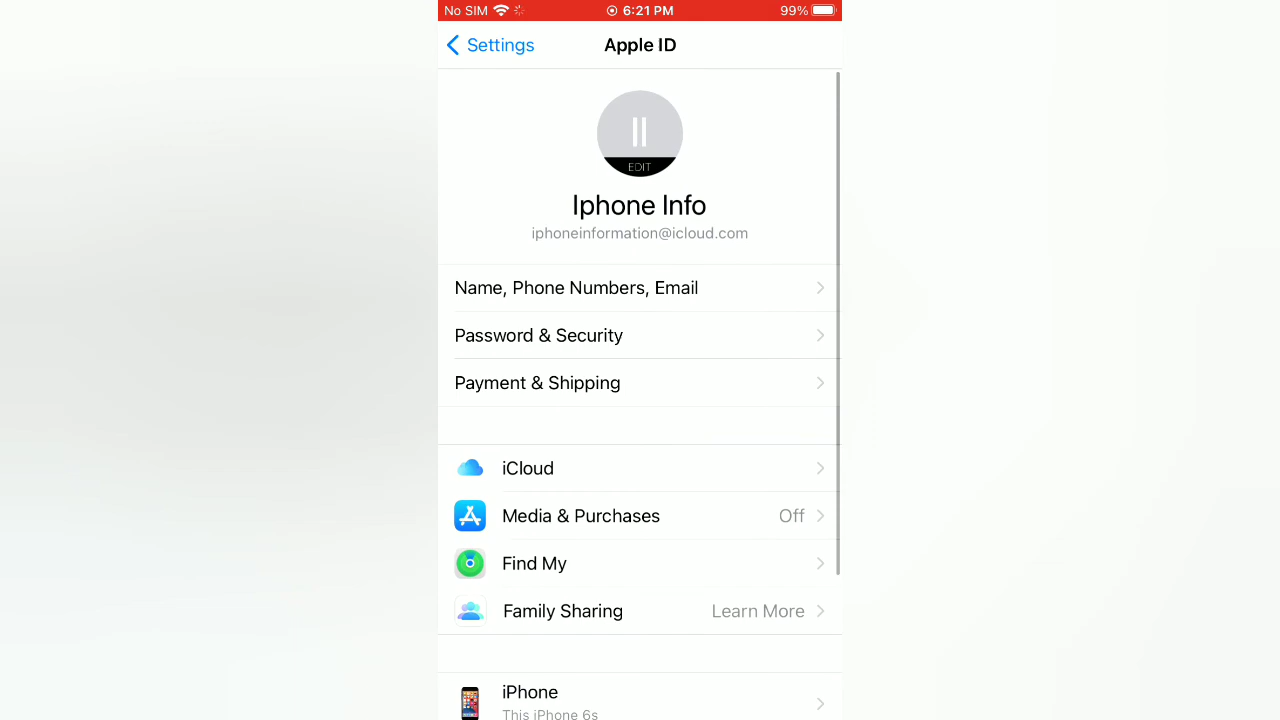 No SIM 6:21 PM 99%
Settings Apple ID
II
EDIT
Iphone Info
iphoneinformation@icloud.com
Name, Phone Numbers, Email
Password & Security
Payment & Shipping
iCloud
Media & Purchases Off
Find My
Family Sharing Learn More
iPhone
This iPhone 6s